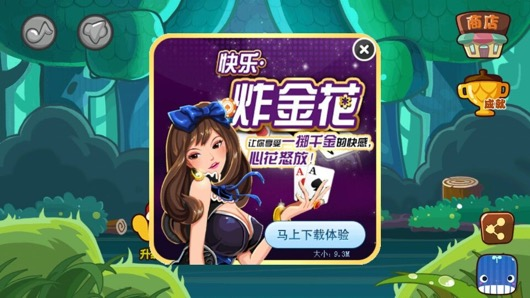 商店
快乐·
炸金花
让你享受一掷千金的快感,
心花怒放!
成就
A A
马上下载体验
大小: 9.3M